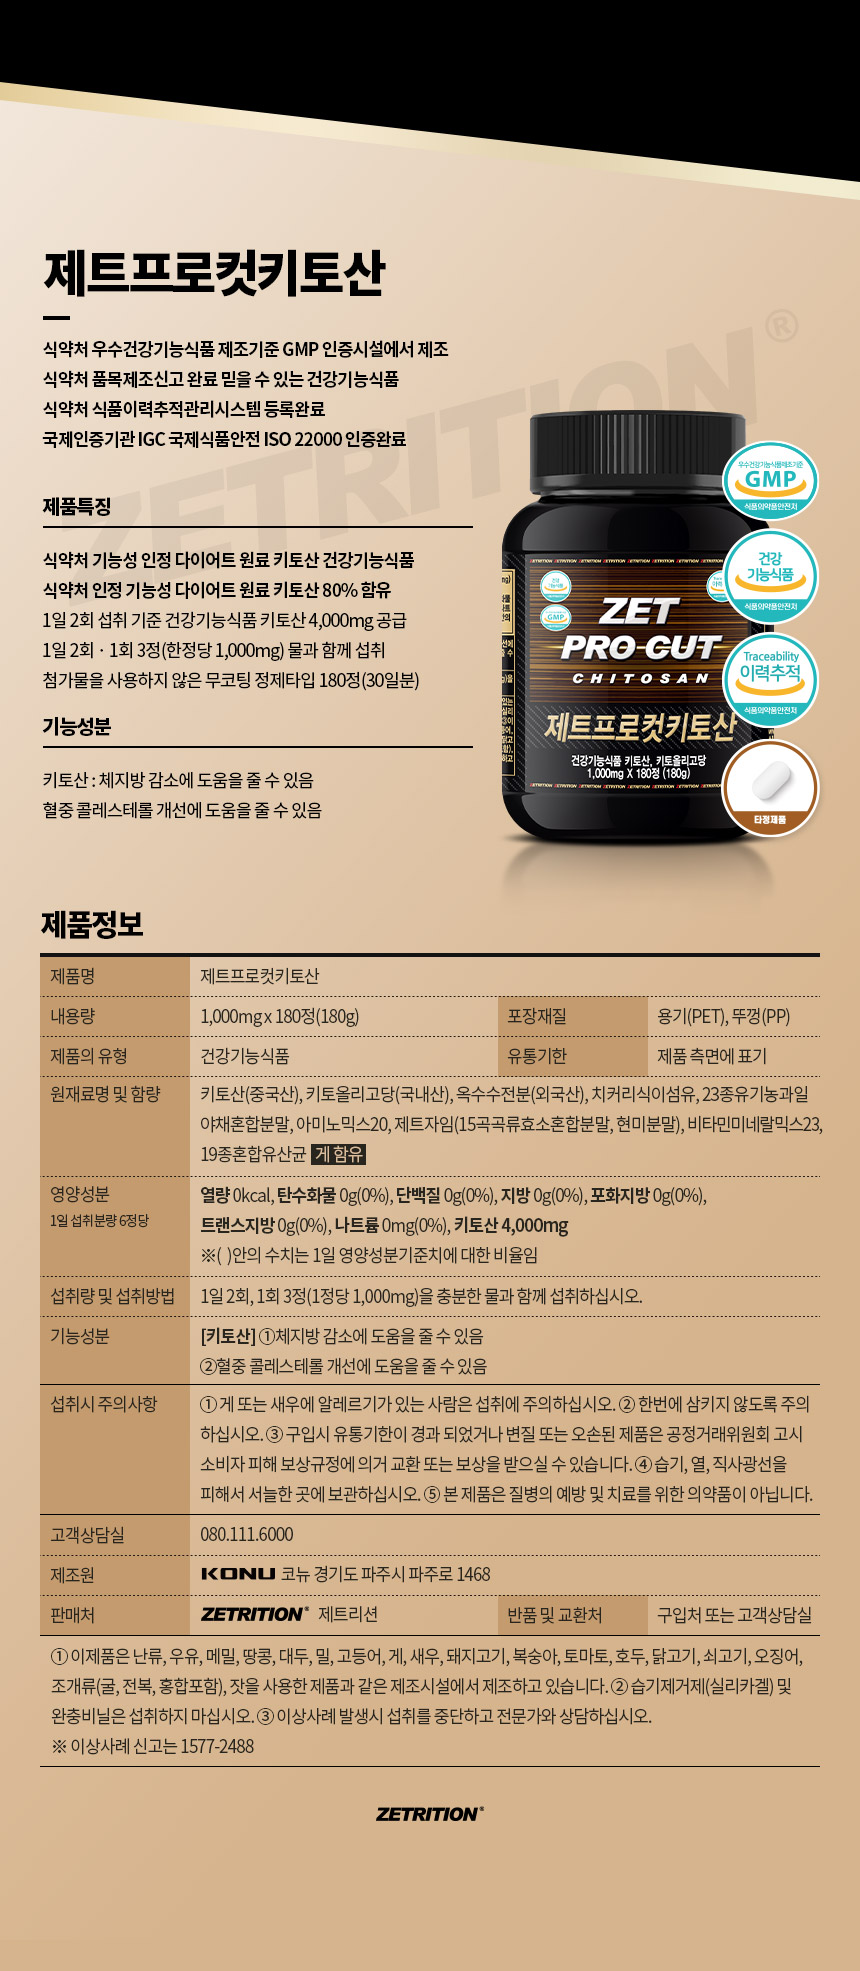 제트프로컷키토산
식약처 우수건강기능식품 제조기준 GMP 인증시설에서 제조
식약처 품목제조신고 완료 믿을 수 있는 건강기능식품
식약처 식품이력추적관리시스템 등록완료
국제인증기관 IGC 국제식품안전 ISO 22000 인증완료
ZETRITION®
제품특징
식약처 기능성 인정 다이어트 원료 키토산 건강기능식품
식약처 인정 기능성 다이어트 원료 키토산 80% 함유
1일 2회 섭취 기준 건강기능식품 키토산 4,000mg 공급
1일 2회 · 1회 3정(한정당 1,000mg) 물과 함께 섭취
첨가물을 사용하지 않은 무코팅 정제타입 180정(30일분)
기능성분
키토산 : 체지방 감소에 도움을 줄 수 있음
혈중 콜레스테롤 개선에 도움을 줄 수 있음
ZET
PRO CUT
CHITOSAN
제트프로컷키토산
건강기능식품 키토산, 키토올리고당
1,000mg X 180정 (180g)
우수건강기능식품제조기준
GMP
식품의약품안전처
건강
기능식품
식품의약품안전처
Traceability
이력추적
식품의약품안전처
타정제품
제품정보
제품명 제트프로컷키토산
내용량 1,000mg x 180정(180g) 포장재질 용기(PET), 뚜껑(PP)
제품의 유형 건강기능식품 유통기한 제품 측면에 표기
원재료명 및 함량 키토산(중국산), 키토올리고당(국내산), 옥수수전분(외국산), 치커리식이섬유, 23종유기농과일
야채혼합분말, 아미노믹스20, 제트자임(15곡곡류효소혼합분말, 현미분말), 비타민미네랄믹스23,
19종혼합유산균 게 함유
영양성분 열량 0kcal, 탄수화물 0g(0%), 단백질 0g(0%), 지방 0g(0%), 포화지방 0g(0%),
1일 섭취분량 6정당 트랜스지방 0g(0%), 나트륨 0mg(0%), 키토산 4,000mg
※( )안의 수치는 1일 영양성분기준치에 대한 비율임
섭취량 및 섭취방법 1일 2회, 1회 3정(1정당 1,000mg)을 충분한 물과 함께 섭취하십시오.
기능성분 [키토산] ①체지방 감소에 도움을 줄 수 있음
②혈중 콜레스테롤 개선에 도움을 줄 수 있음
섭취시 주의사항 ① 게 또는 새우에 알레르기가 있는 사람은 섭취에 주의하십시오. ② 한번에 삼키지 않도록 주의
하십시오. ③ 구입시 유통기한이 경과 되었거나 변질 또는 오손된 제품은 공정거래위원회 고시
소비자 피해 보상규정에 의거 교환 또는 보상을 받으실 수 있습니다. ④ 습기, 열, 직사광선을
피해서 서늘한 곳에 보관하십시오. ⑤ 본 제품은 질병의 예방 및 치료를 위한 의약품이 아닙니다.
고객상담실 080.111.6000
제조원 KONU 코뉴 경기도 파주시 파주로 1468
판매처 ZETRITION® 제트리션 반품 및 교환처 구입처 또는 고객상담실
① 이제품은 난류, 우유, 메밀, 땅콩, 대두, 밀, 고등어, 게, 새우, 돼지고기, 복숭아, 토마토, 호두, 닭고기, 쇠고기, 오징어,
조개류(굴, 전복, 홍합포함), 잣을 사용한 제품과 같은 제조시설에서 제조하고 있습니다. ② 습기제거제(실리카겔) 및
완충비닐은 섭취하지 마십시오. ③ 이상사례 발생시 섭취를 중단하고 전문가와 상담하십시오.
※ 이상사례 신고는 1577-2488
ZETRITION®